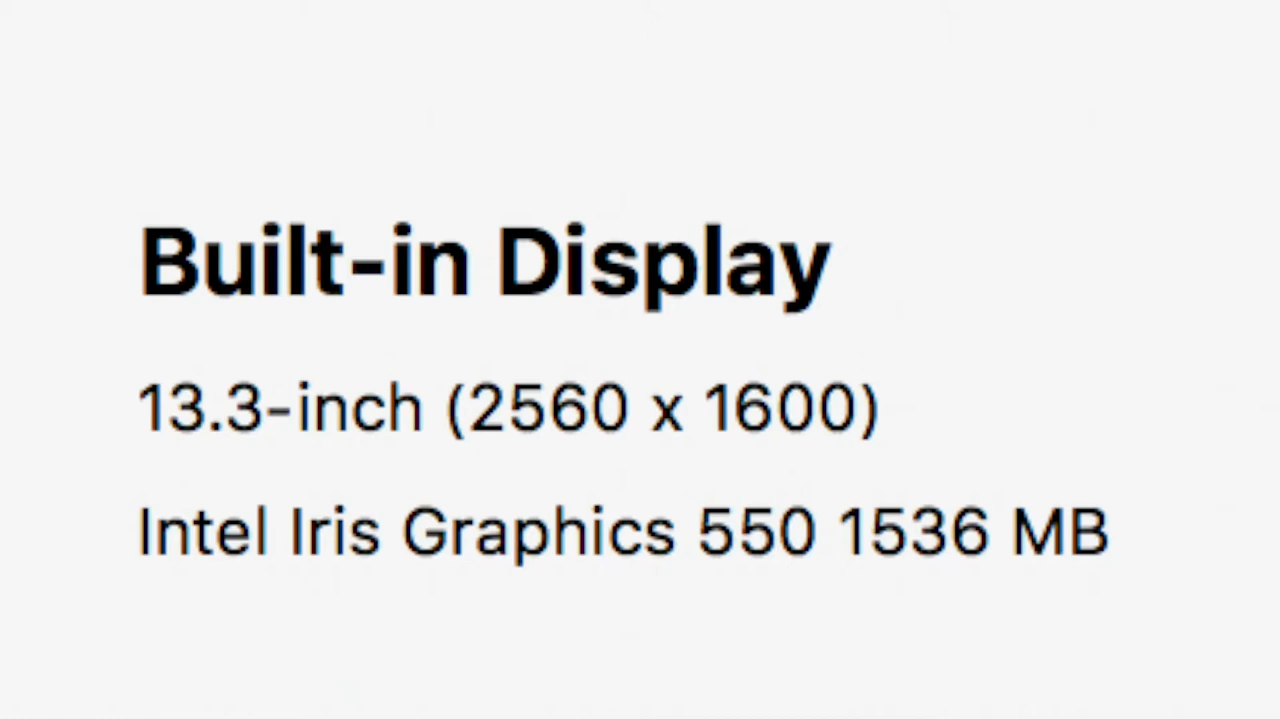 Built-in Display
13.3-inch (2560 x 1600)
Intel Iris Graphics 550 1536 MB